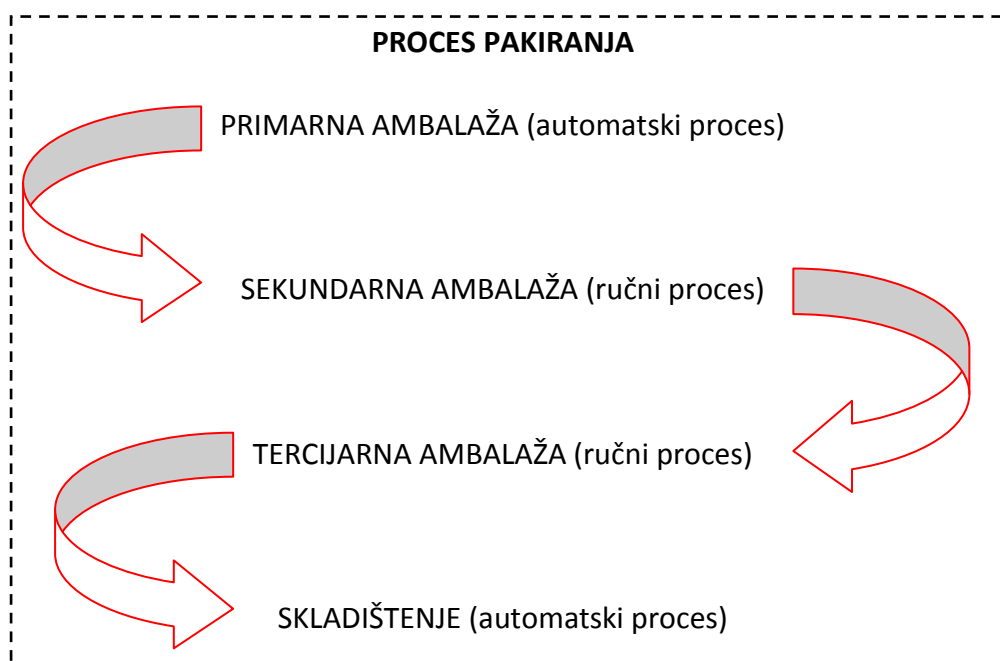 PROCES PAKIRANJA
PRIMARNA AMBALAŽA (automatski proces)
SEKUNDARNA AMBALAŽA (ručni proces)
TERCIJARNA AMBALAŽA (ručni proces)
SKLADIŠTENJE (automatski proces)